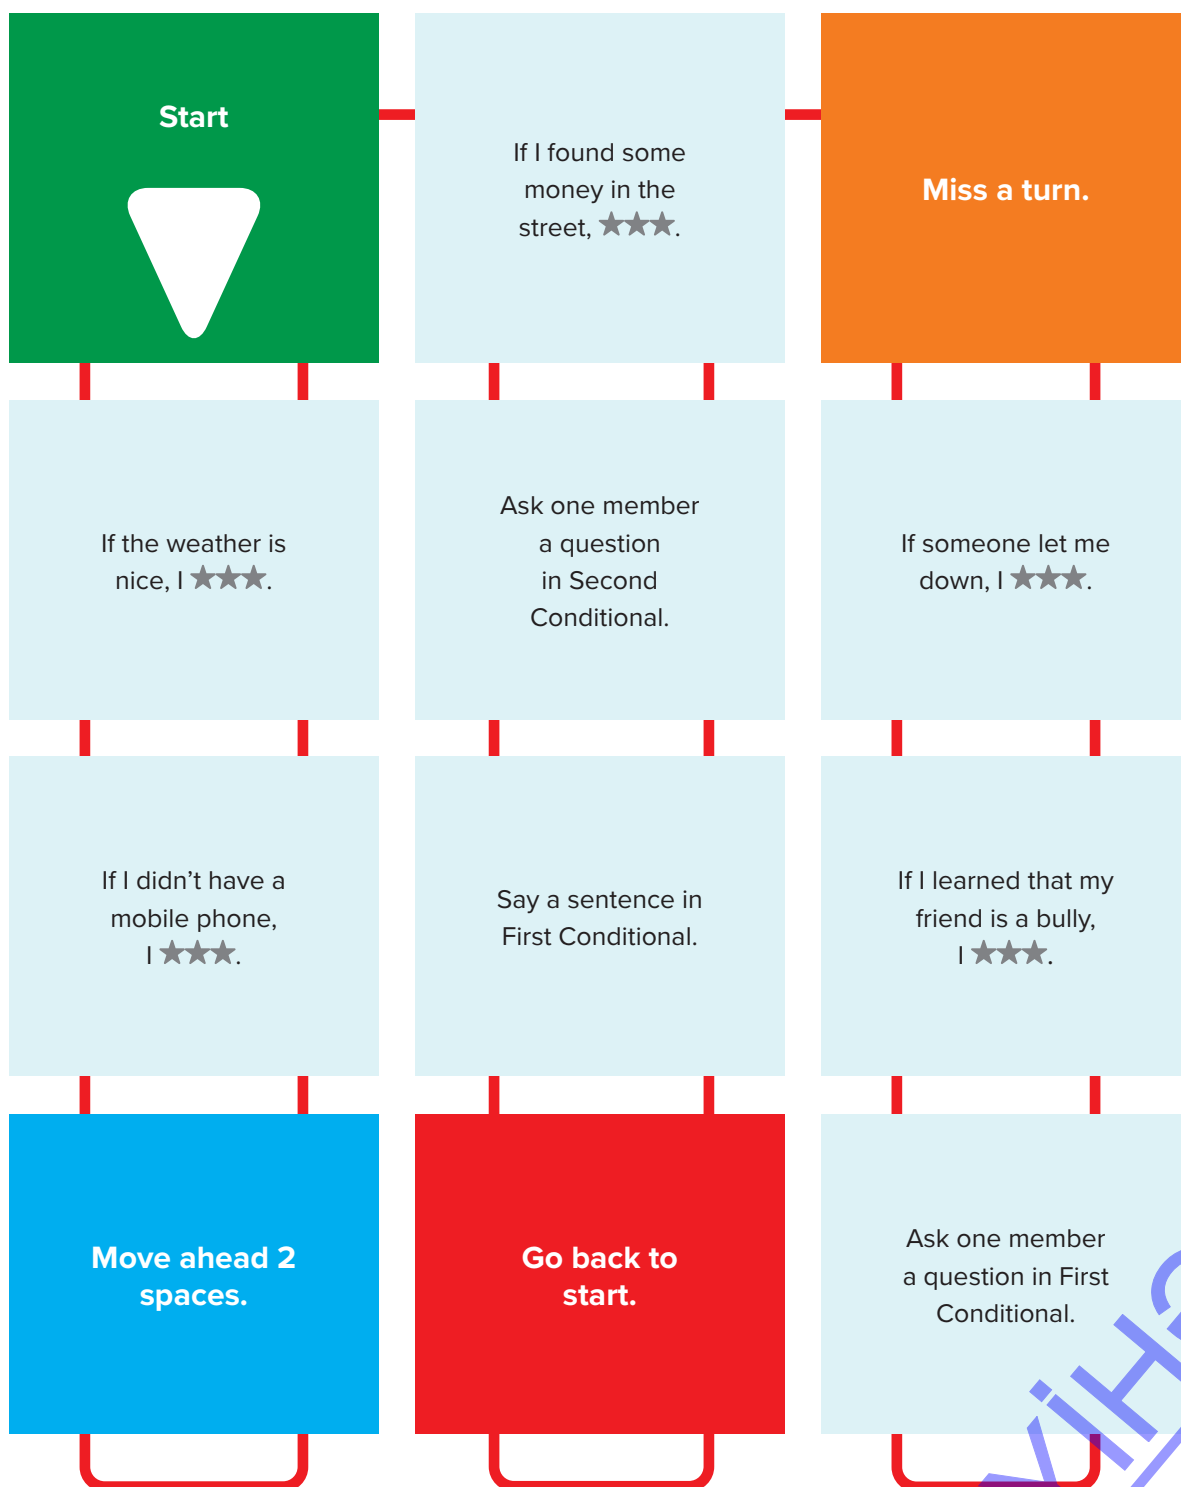 Start
If I found some
money in the
street, ★★★.
Miss a turn.
If the weather is
nice, I ★★★.
Ask one member
a question
in Second
Conditional.
If someone let me
down, I ★★★.
If I didn’t have a
mobile phone,
I ★★★.
Say a sentence in
First Conditional.
If I learned that my
friend is a bully,
I ★★★.
Move ahead 2
spaces.
Go back to
start.
Ask one member
a question in First
Conditional.